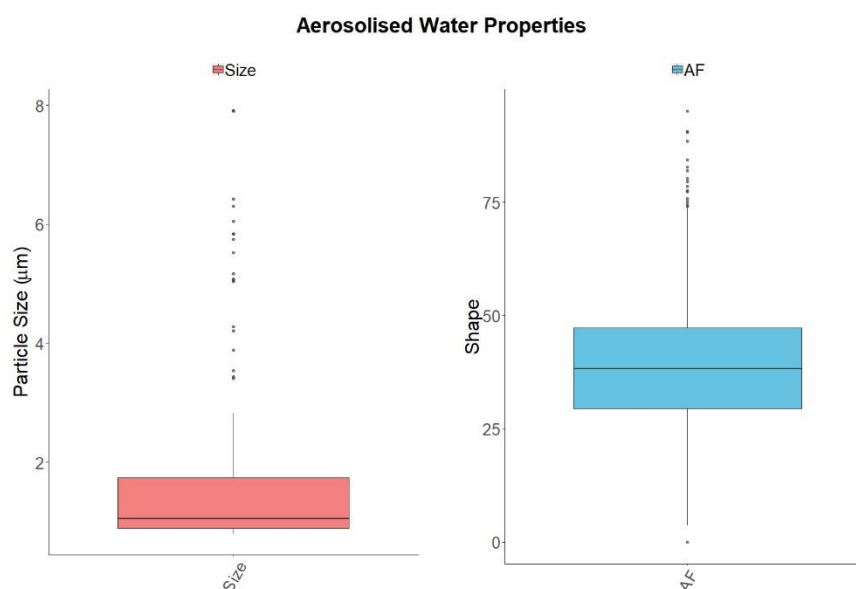 Aerosolised Water Properties
Size
Particle Size (μm)
8
6
4
2
Size
AF
Shape
75
50
25
0
AF